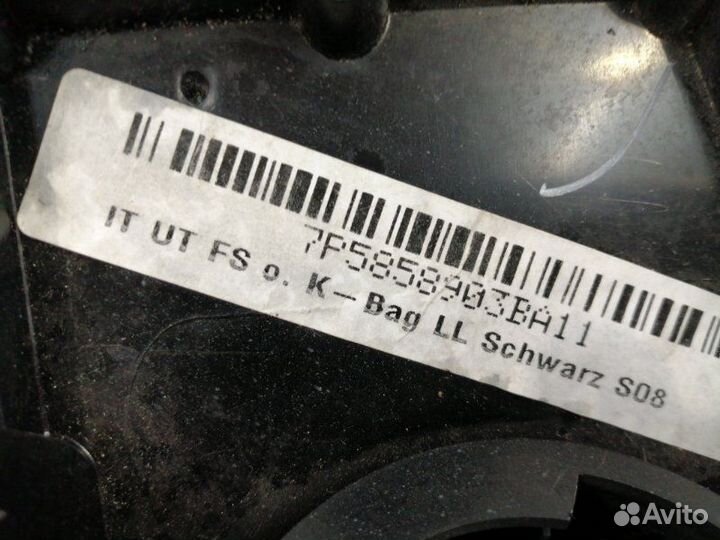 7P5858903BA11
IT UT FS o. K-Bag LL Schwarz S08
Avito